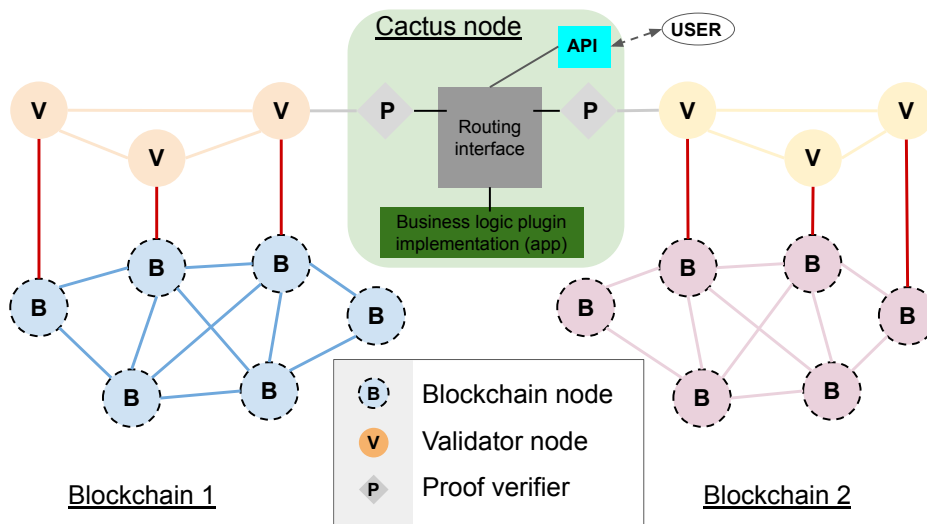 Cactus node
API
USER
V
V
P
Routing
interface
P
V
V
V
V
Business logic plugin
implementation (app)
B
B
B
B
B
B
B
B
B
B
B
B
B
Blockchain node
V
Validator node
P
Proof verifier
Blockchain 1
Blockchain 2